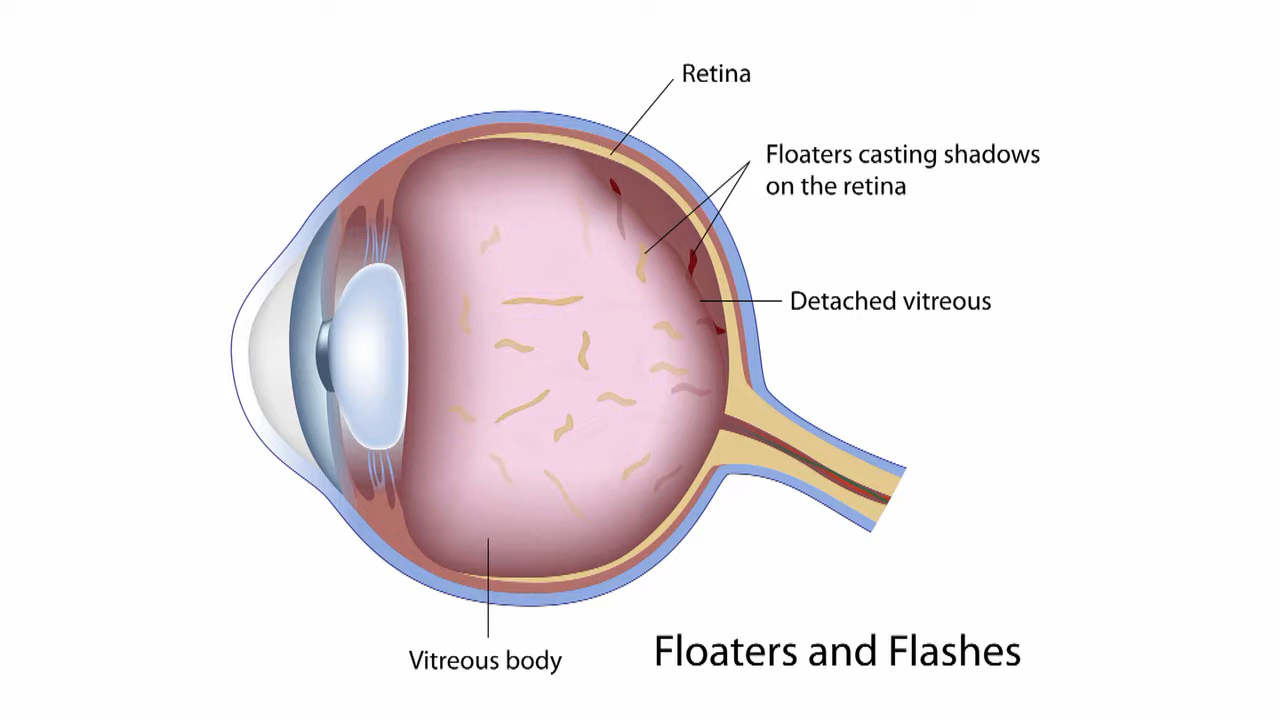 Retina
Floaters casting shadows
on the retina
Detached vitreous
Vitreous body
Floaters and Flashes